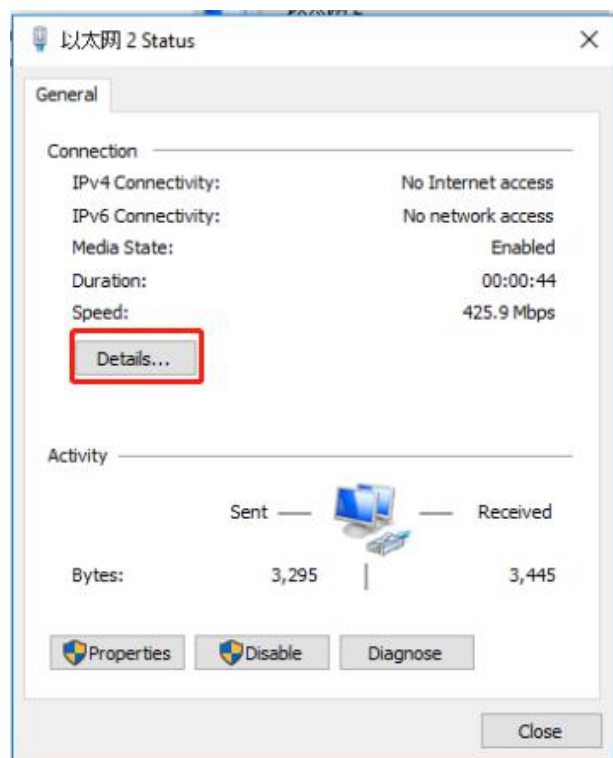 以太网 2 Status
General
Connection
IPv4 Connectivity: No Internet access
IPv6 Connectivity: No network access
Media State: Enabled
Duration: 00:00:44
Speed: 425.9 Mbps
Details...
Activity
Sent — — Received
Bytes: 3,295 3,445
Properties Disable Diagnose
Close